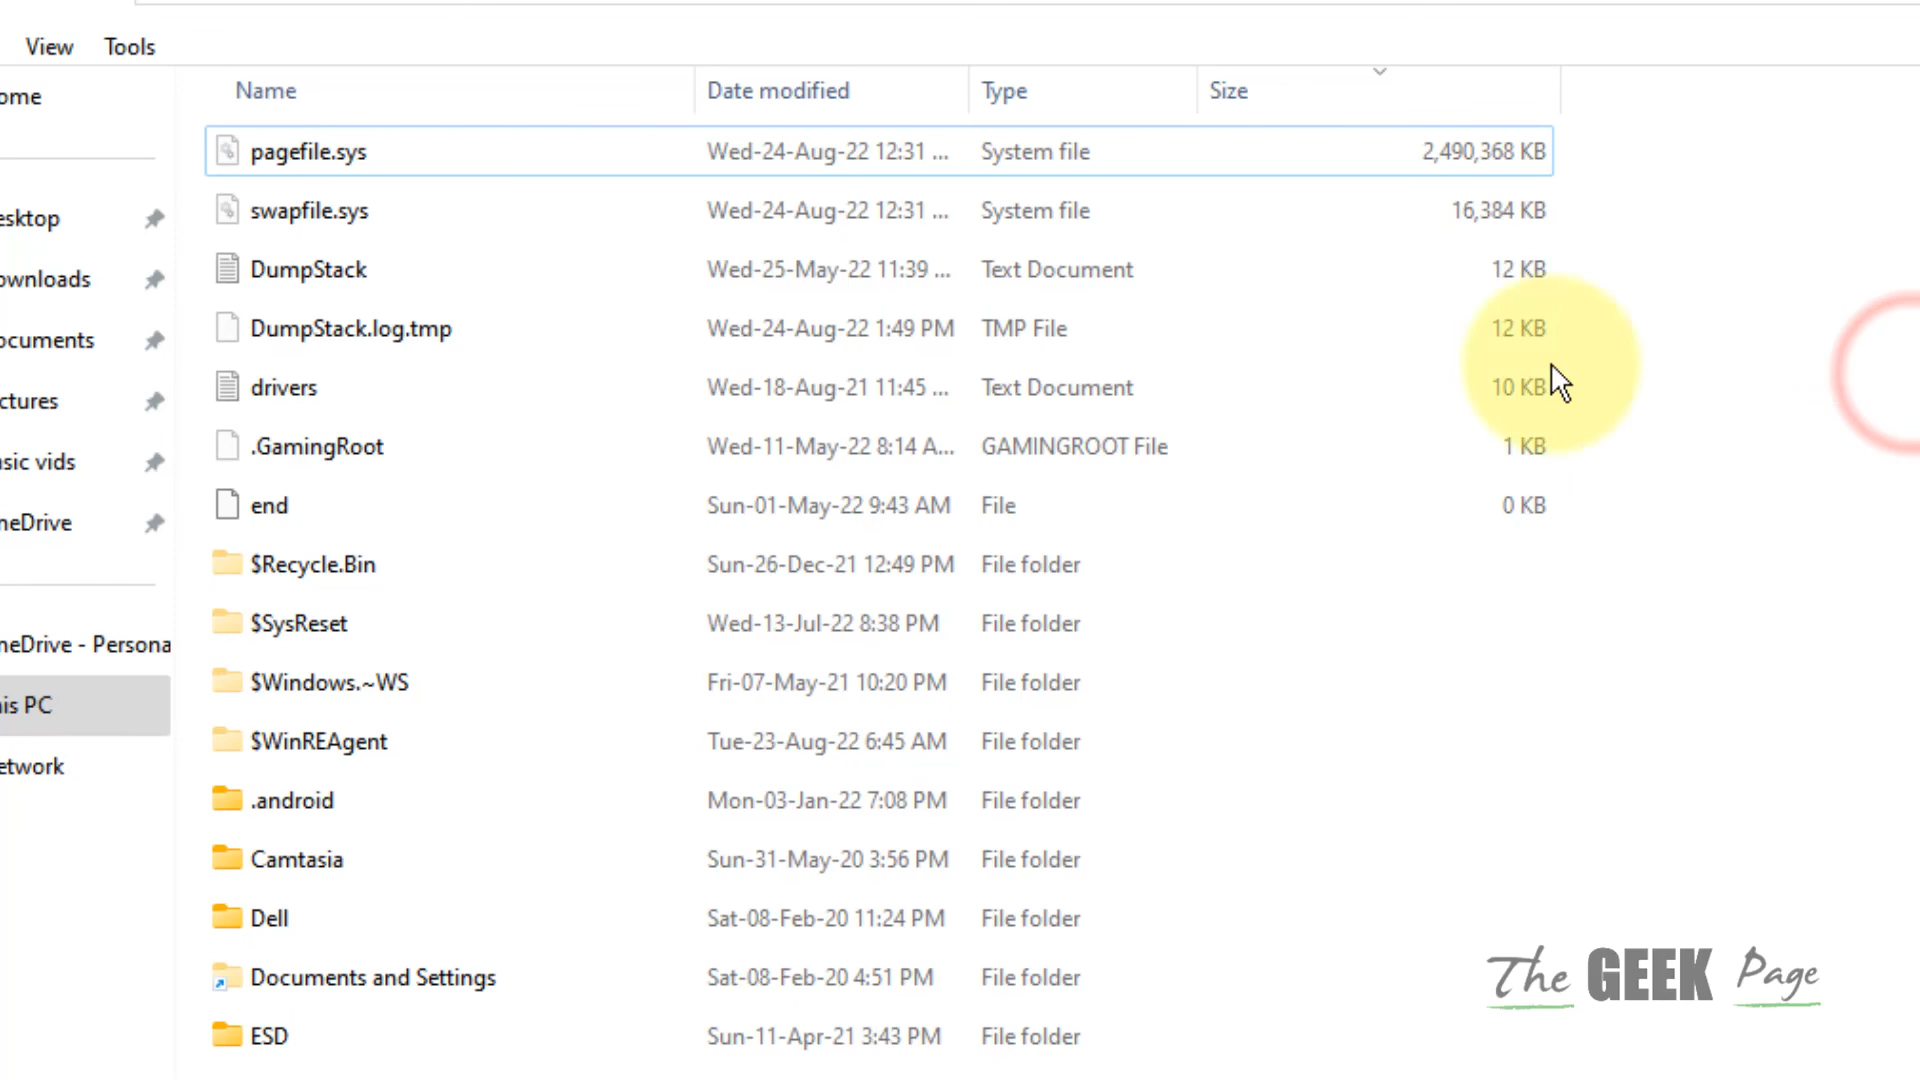 View Tools
ome
Name Date modified Type Size
pagefile.sys Wed-24-Aug-22 12:31 ... System file 2,490,368 KB
swapfile.sys Wed-24-Aug-22 12:31 ... System file 16,384 KB
esktop
DumpStack Wed-25-May-22 11:39 ... Text Document 12 KB
ownloads
DumpStack.log.tmp Wed-24-Aug-22 1:49 PM TMP File 12 KB
ocuments
drivers Wed-18-Aug-21 11:45 ... Text Document 10 KB
ctures
.GamingRoot Wed-11-May-22 8:14 A... GAMINGROOT File 1 KB
sic vids
end Sun-01-May-22 9:43 AM File 0 KB
neDrive
$Recycle.Bin Sun-26-Dec-21 12:49 PM File folder
$SysReset Wed-13-Jul-22 8:38 PM File folder
neDrive - Persona
$Windows.~WS Fri-07-May-21 10:20 PM File folder
is PC
$WinREAgent Tue-23-Aug-22 6:45 AM File folder
etwork
.android Mon-03-Jan-22 7:08 PM File folder
Camtasia Sun-31-May-20 3:56 PM File folder
Dell Sat-08-Feb-20 11:24 PM File folder
Documents and Settings Sat-08-Feb-20 4:51 PM File folder
ESD Sun-11-Apr-21 3:43 PM File folder
The GEEK Page